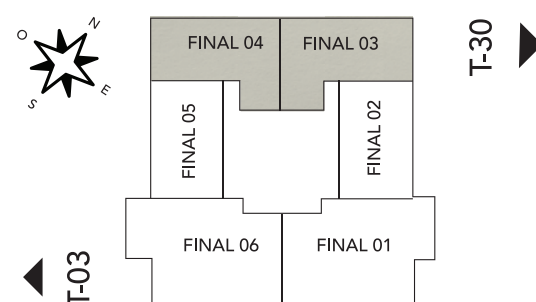 N
O
E
S
T-30
FINAL 04
FINAL 03
FINAL 05
FINAL 02
FINAL 06
FINAL 01
T-03